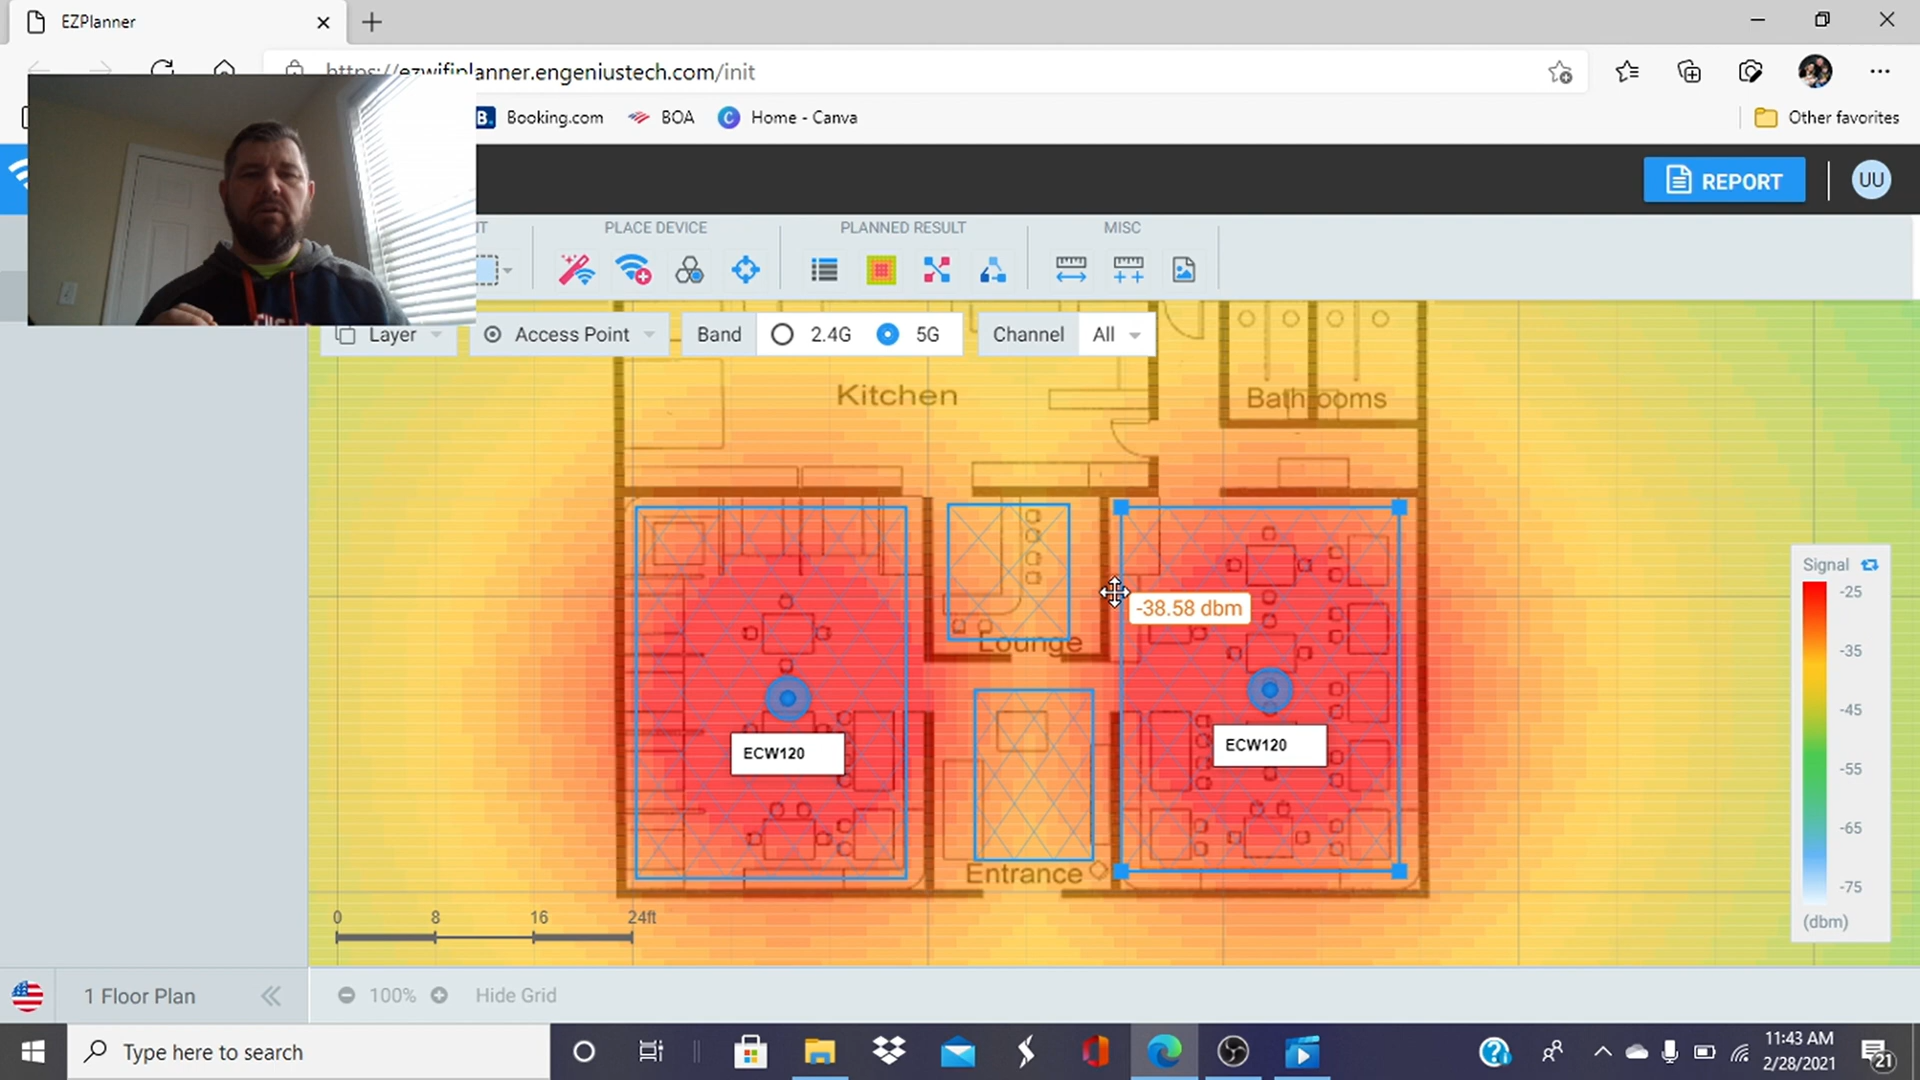 EZPlanner
https://ezwifiplanner.engeniustech.com/init
B. Booking.com BOA C Home - Canva Other favorites
REPORT UU
PLACE DEVICE PLANNED RESULT MISC
Layer Access Point Band 2.4G 5G Channel All
Kitchen
Bathrooms
Signal
-25
-35
-45
-55
-65
-75
(dbm)
-38.58 dbm
Lounge
ECW120
ECW120
Entrance
0 8 16 24ft
1 Floor Plan 100% Hide Grid
Type here to search
11:43 AM
2/28/2021
21